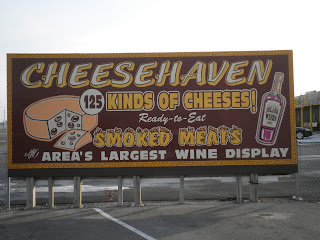 CHEESEHAVEN
125 KINDS OF CHEESES!
Ready-to-Eat
SMOKED MEATS
AREA'S LARGEST WINE DISPLAY